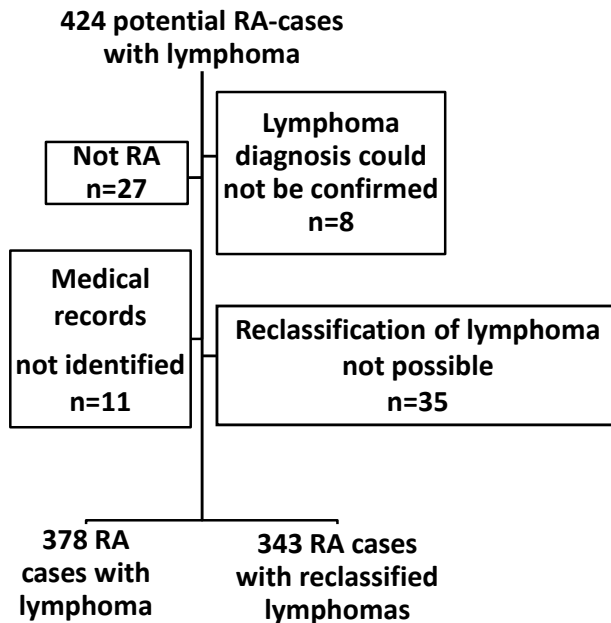 424 potential RA-cases
with lymphoma
Not RA
n=27
Lymphoma
diagnosis could
not be confirmed
n=8
Medical
records
not identified
n=11
Reclassification of lymphoma
not possible
n=35
378 RA
cases with
lymphoma
343 RA cases
with reclassified
lymphomas